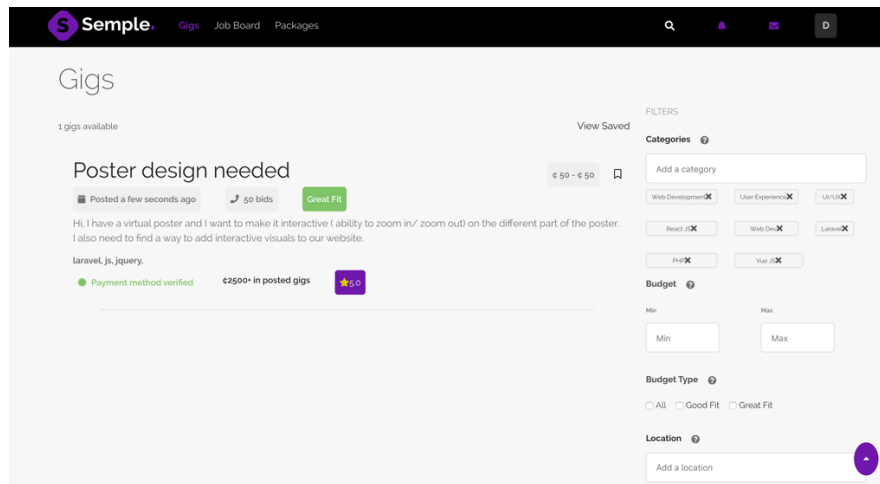 S Semple. Gigs Job Board Packages D
Gigs
1 gigs available View Saved
Poster design needed ¢ 50 - ¢ 50
Posted a few seconds ago 50 bids Great Fit
Hi, I have a virtual poster and I want to make it interactive ( ability to zoom in/ zoom out) on the different part of the poster.
I also need to find a way to add interactive visuals to our website.
laravel, js, jquery,
Payment method verified ¢2500+ in posted gigs 5.0
FILTERS
Categories ?
Add a category
Web Development X User Experience X UI/UX X
React JS X Web Dev X Laravel X
PHP X Vue JS X
Budget ?
Min Max
Min Max
Budget Type ?
All Good Fit Great Fit
Location ?
Add a location